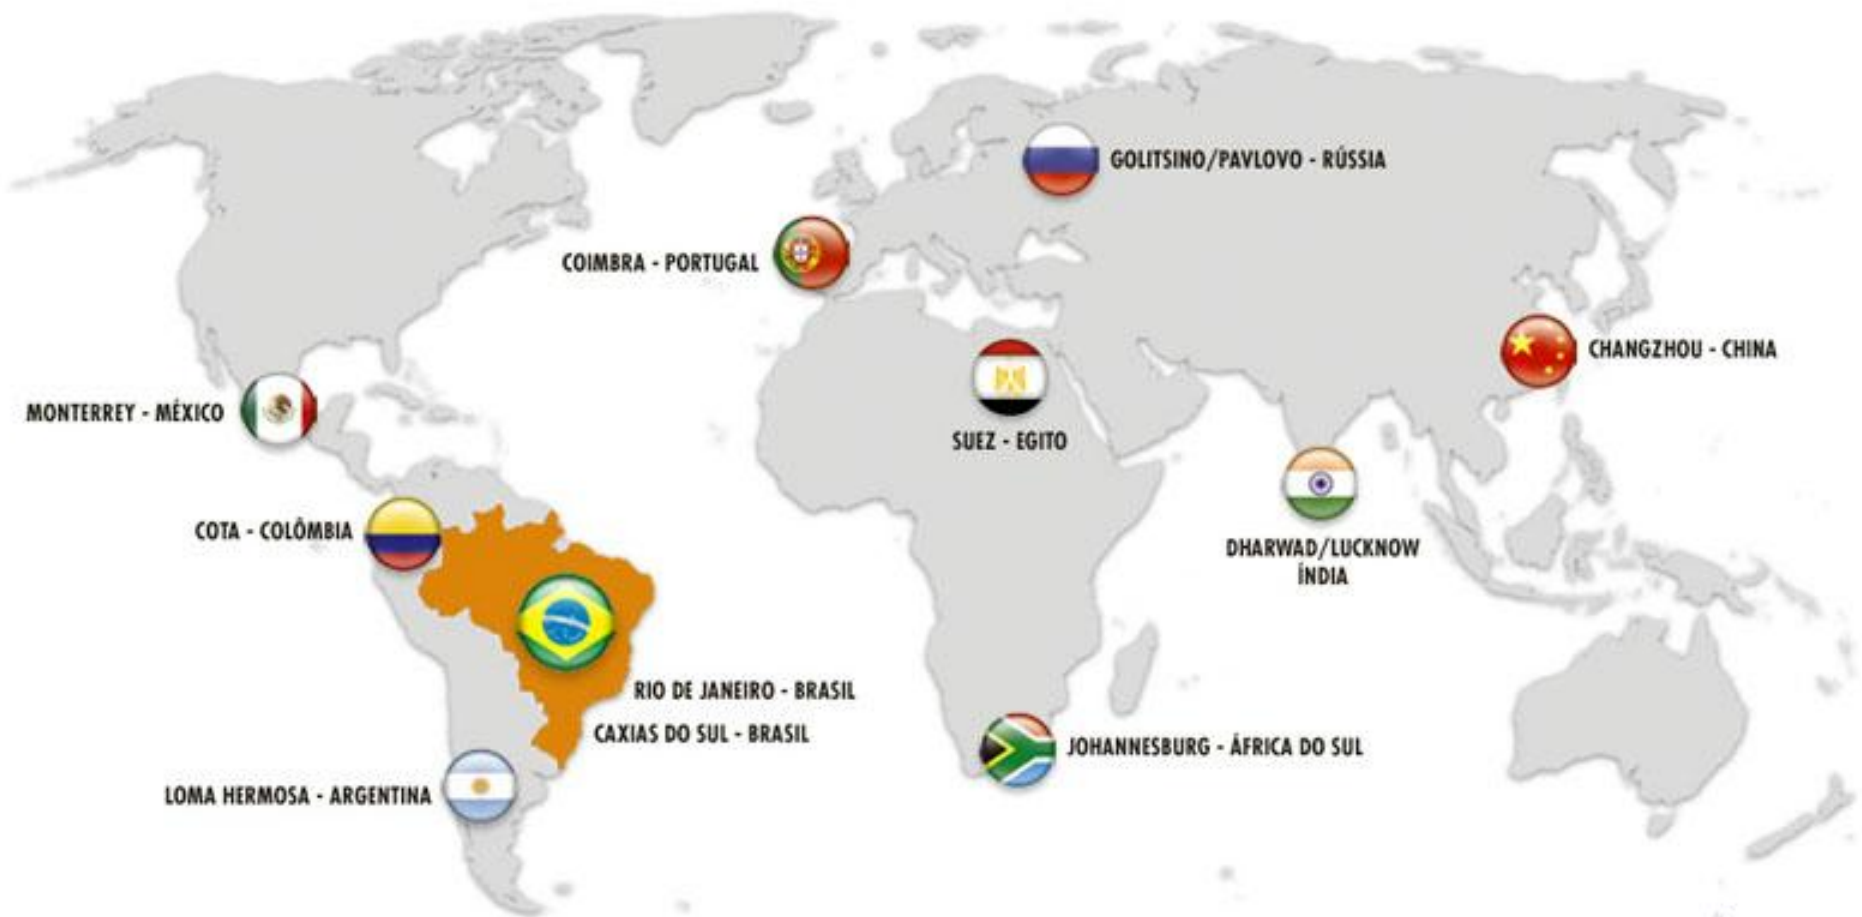 GOLITSINO/PAVLOVO - RÚSSIA
COIMBRA - PORTUGAL
CHANGZHOU - CHINA
MONTERREY - MÉXICO
SUEZ - EGITO
COTA - COLÔMBIA
DHARWAD/LUCKNOW
ÍNDIA
RIO DE JANEIRO - BRASIL
CAXIAS DO SUL - BRASIL
JOHANNESBURG - ÁFRICA DO SUL
LOMA HERMOSA - ARGENTINA